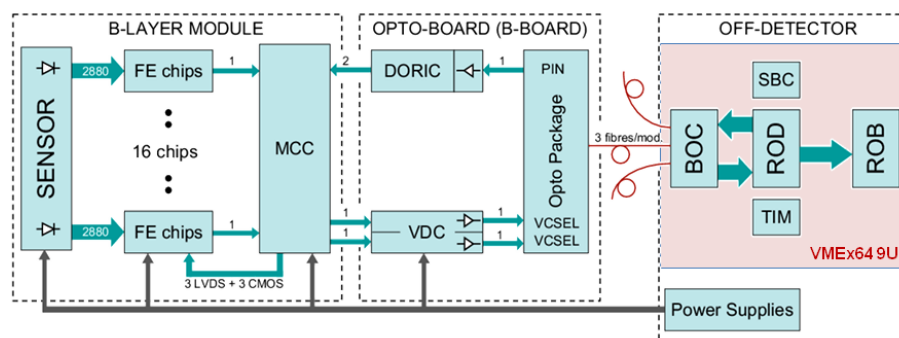 B-LAYER MODULE
OPTO-BOARD (B-BOARD)
OFF-DETECTOR
SENSOR
2880
FE chips
1
16 chips
2880
FE chips
1
3 LVDS + 3 CMOS
MCC
2
DORIC
1
PIN
Opto Package
1
1
VDC
1
1
VCSEL
VCSEL
3 fibres/mod.
BOC
SBC
ROD
TIM
ROB
VMEx64 9U
Power Supplies